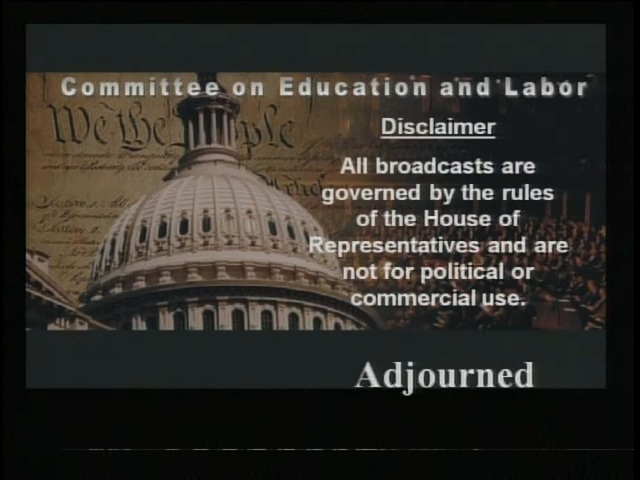 Committee on Education and Labor
We the People
Article
Disclaimer
All broadcasts are
governed by the rules
of the House of
Representatives and are
not for political or
commercial use.
Adjourned